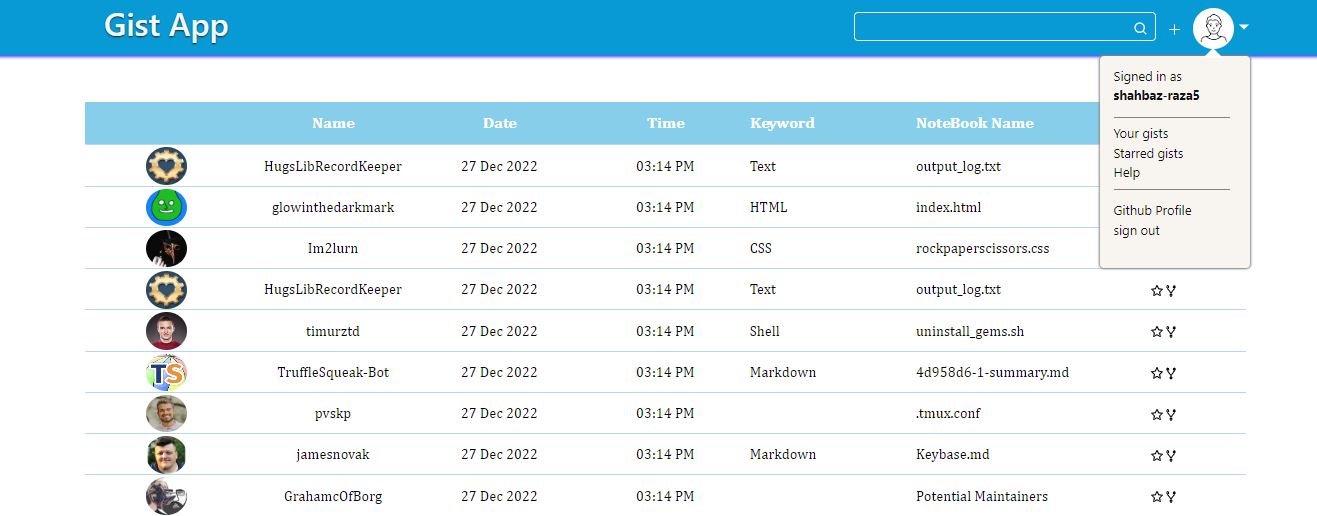 Gist App
Signed in as
shahbaz-raza5
Your gists
Starred gists
Help
Github Profile
sign out
Name Date Time Keyword NoteBook Name
HugsLibRecordKeeper 27 Dec 2022 03:14 PM Text output_log.txt
glowinthedarkmark 27 Dec 2022 03:14 PM HTML index.html
Im2lurn 27 Dec 2022 03:14 PM CSS rockpaperscissors.css
HugsLibRecordKeeper 27 Dec 2022 03:14 PM Text output_log.txt
timurztd 27 Dec 2022 03:14 PM Shell uninstall_gems.sh
TS TruffleSqueak-Bot 27 Dec 2022 03:14 PM Markdown 4d958d6-1-summary.md
pvskp 27 Dec 2022 03:14 PM .tmux.conf
jamesnovak 27 Dec 2022 03:14 PM Markdown Keybase.md
GrahamcOfBorg 27 Dec 2022 03:14 PM Potential Maintainers